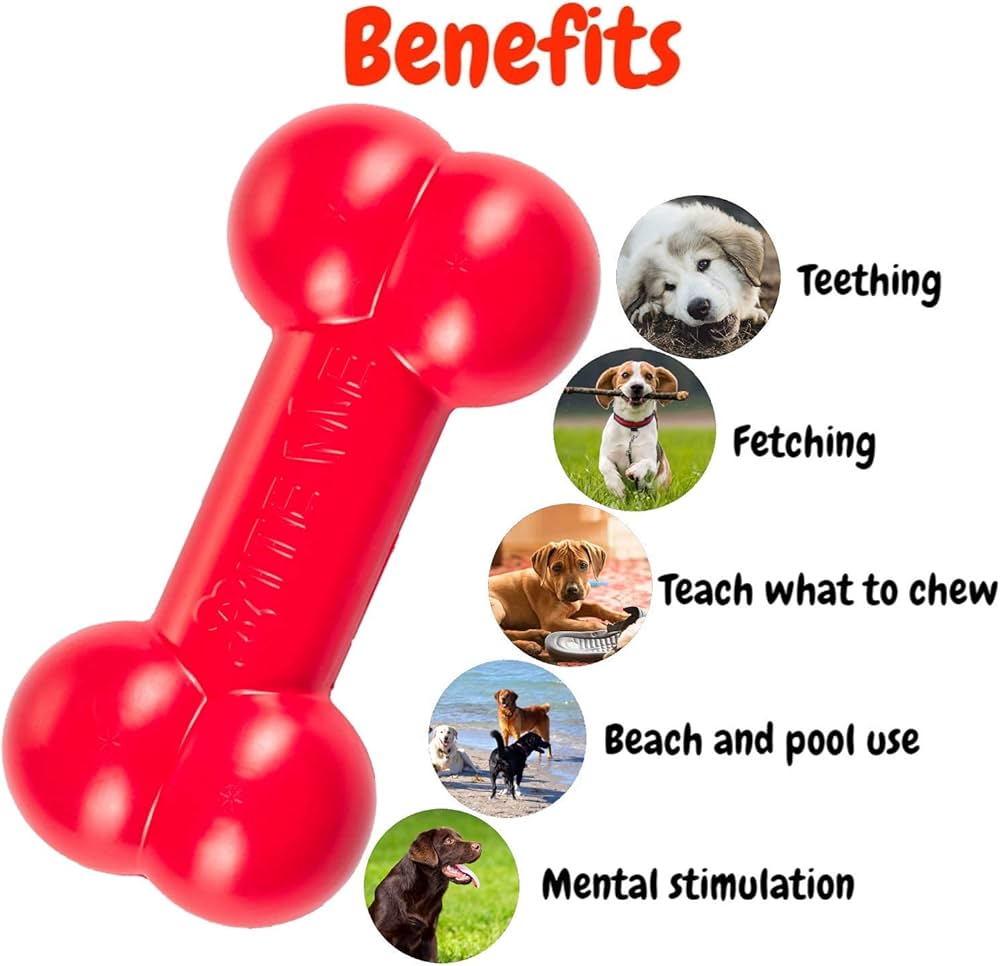 Benefits
BITE ME
Teething
Fetching
Teach what to chew
Beach and pool use
Mental stimulation